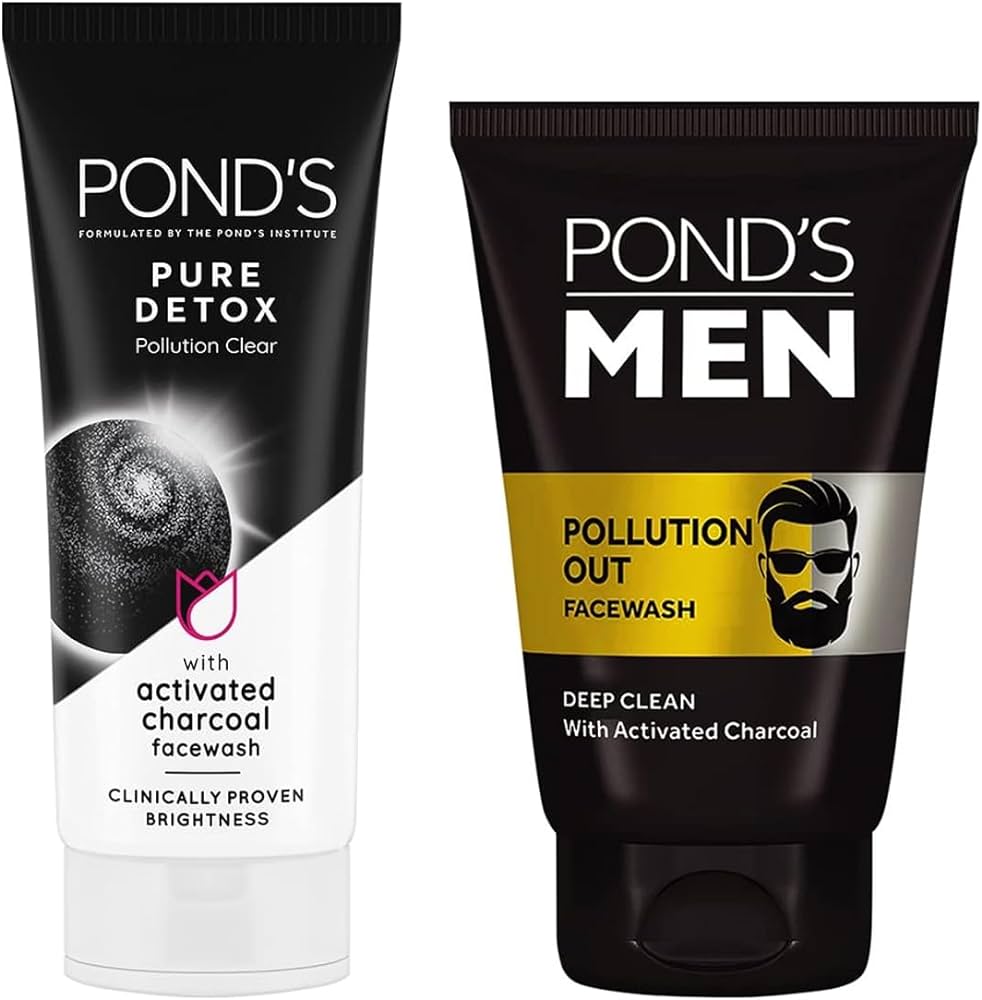 POND'S
FORMULATED BY THE POND'S INSTITUTE
PURE
DETOX
Pollution Clear
with
activated
charcoal
facewash
CLINICALLY PROVEN
BRIGHTNESS
POND'S
MEN
POLLUTION
OUT
FACEWASH
DEEP CLEAN
With Activated Charcoal